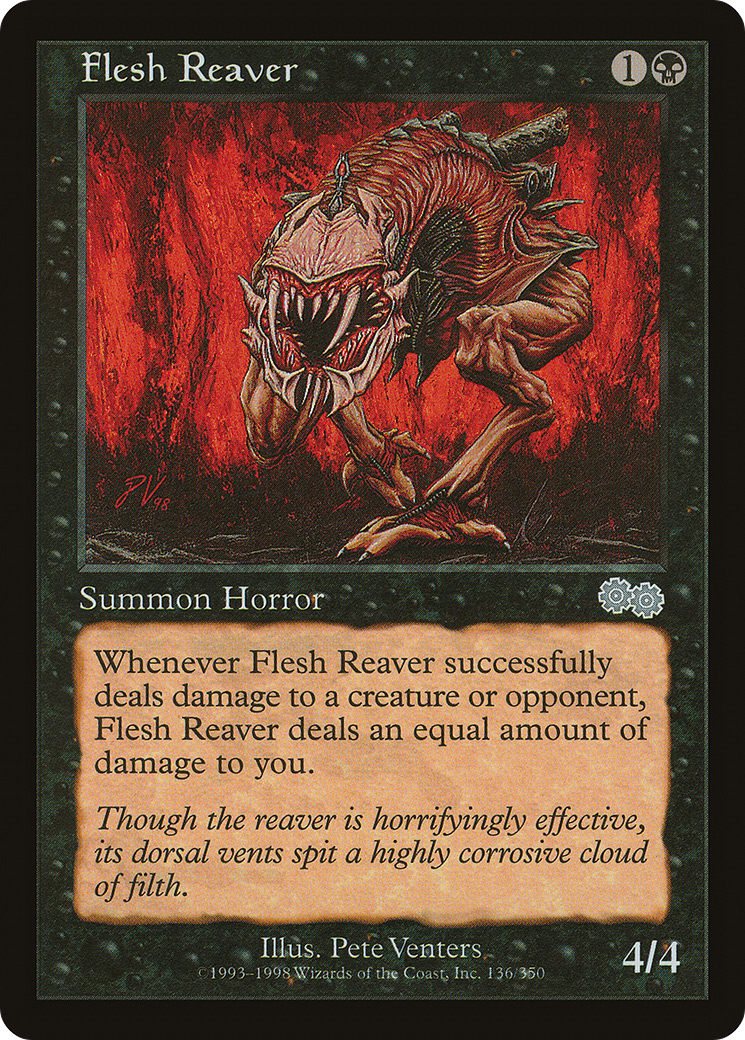 Flesh Reaver
1
PV98
Summon Horror
Whenever Flesh Reaver successfully
deals damage to a creature or opponent,
Flesh Reaver deals an equal amount of
damage to you.
Though the reaver is horrifyingly effective,
its dorsal vents spit a highly corrosive cloud
of filth.
Illus. Pete Venters
©1993–1998 Wizards of the Coast, Inc. 136/350
4/4